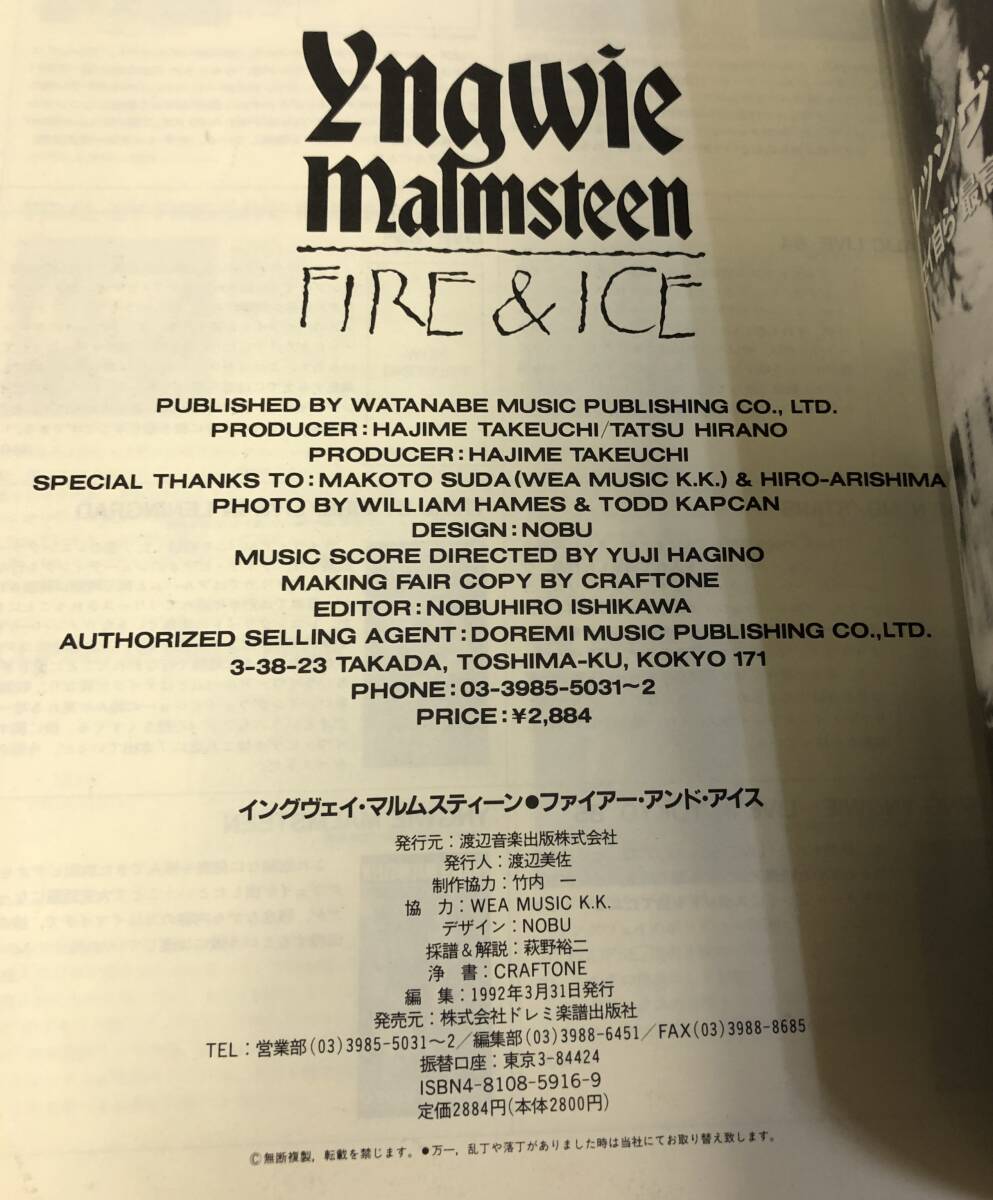 Yngwie
Malmsteen
FIRE & ICE
PUBLISHED BY WATANABE MUSIC PUBLISHING CO., LTD.
PRODUCER:HAJIME TAKEUCHI/TATSU HIRANO
PRODUCER:HAJIME TAKEUCHI
SPECIAL THANKS TO:MAKOTO SUDA(WEA MUSIC K.K.) & HIRO-ARISHIMA
PHOTO BY WILLIAM HAMES & TODD KAPCAN
DESIGN:NOBU
MUSIC SCORE DIRECTED BY YUJI HAGINO
MAKING FAIR COPY BY CRAFTONE
EDITOR:NOBUHIRO ISHIKAWA
AUTHORIZED SELLING AGENT:DOREMI MUSIC PUBLISHING CO.,LTD.
3-38-23 TAKADA, TOSHIMA-KU, KOKYO 171
PHONE:03-3985-5031〜2
PRICE:¥2,884
イングヴェイ・マルムスティーン●ファイアー・アンド・アイス
発行元:渡辺音楽出版株式会社
発行人:渡辺美佐
制作協力:竹内 一
協 力:WEA MUSIC K.K.
デザイン:NOBU
採譜&解説:萩野裕二
浄 書:CRAFTONE
編 集:1992年3月31日発行
発売元:株式会社ドレミ楽譜出版社
TEL:営業部(03)3985-5031〜2/編集部(03)3988-6451/FAX(03)3988-8685
振替口座:東京3-84424
ISBN4-8108-5916-9
定価2884円(本体2800円)
©無断複製,転載を禁じます。●万一,乱丁や落丁がありました時は当社にてお取り替え致します。
レッシヴ
自ら"最高